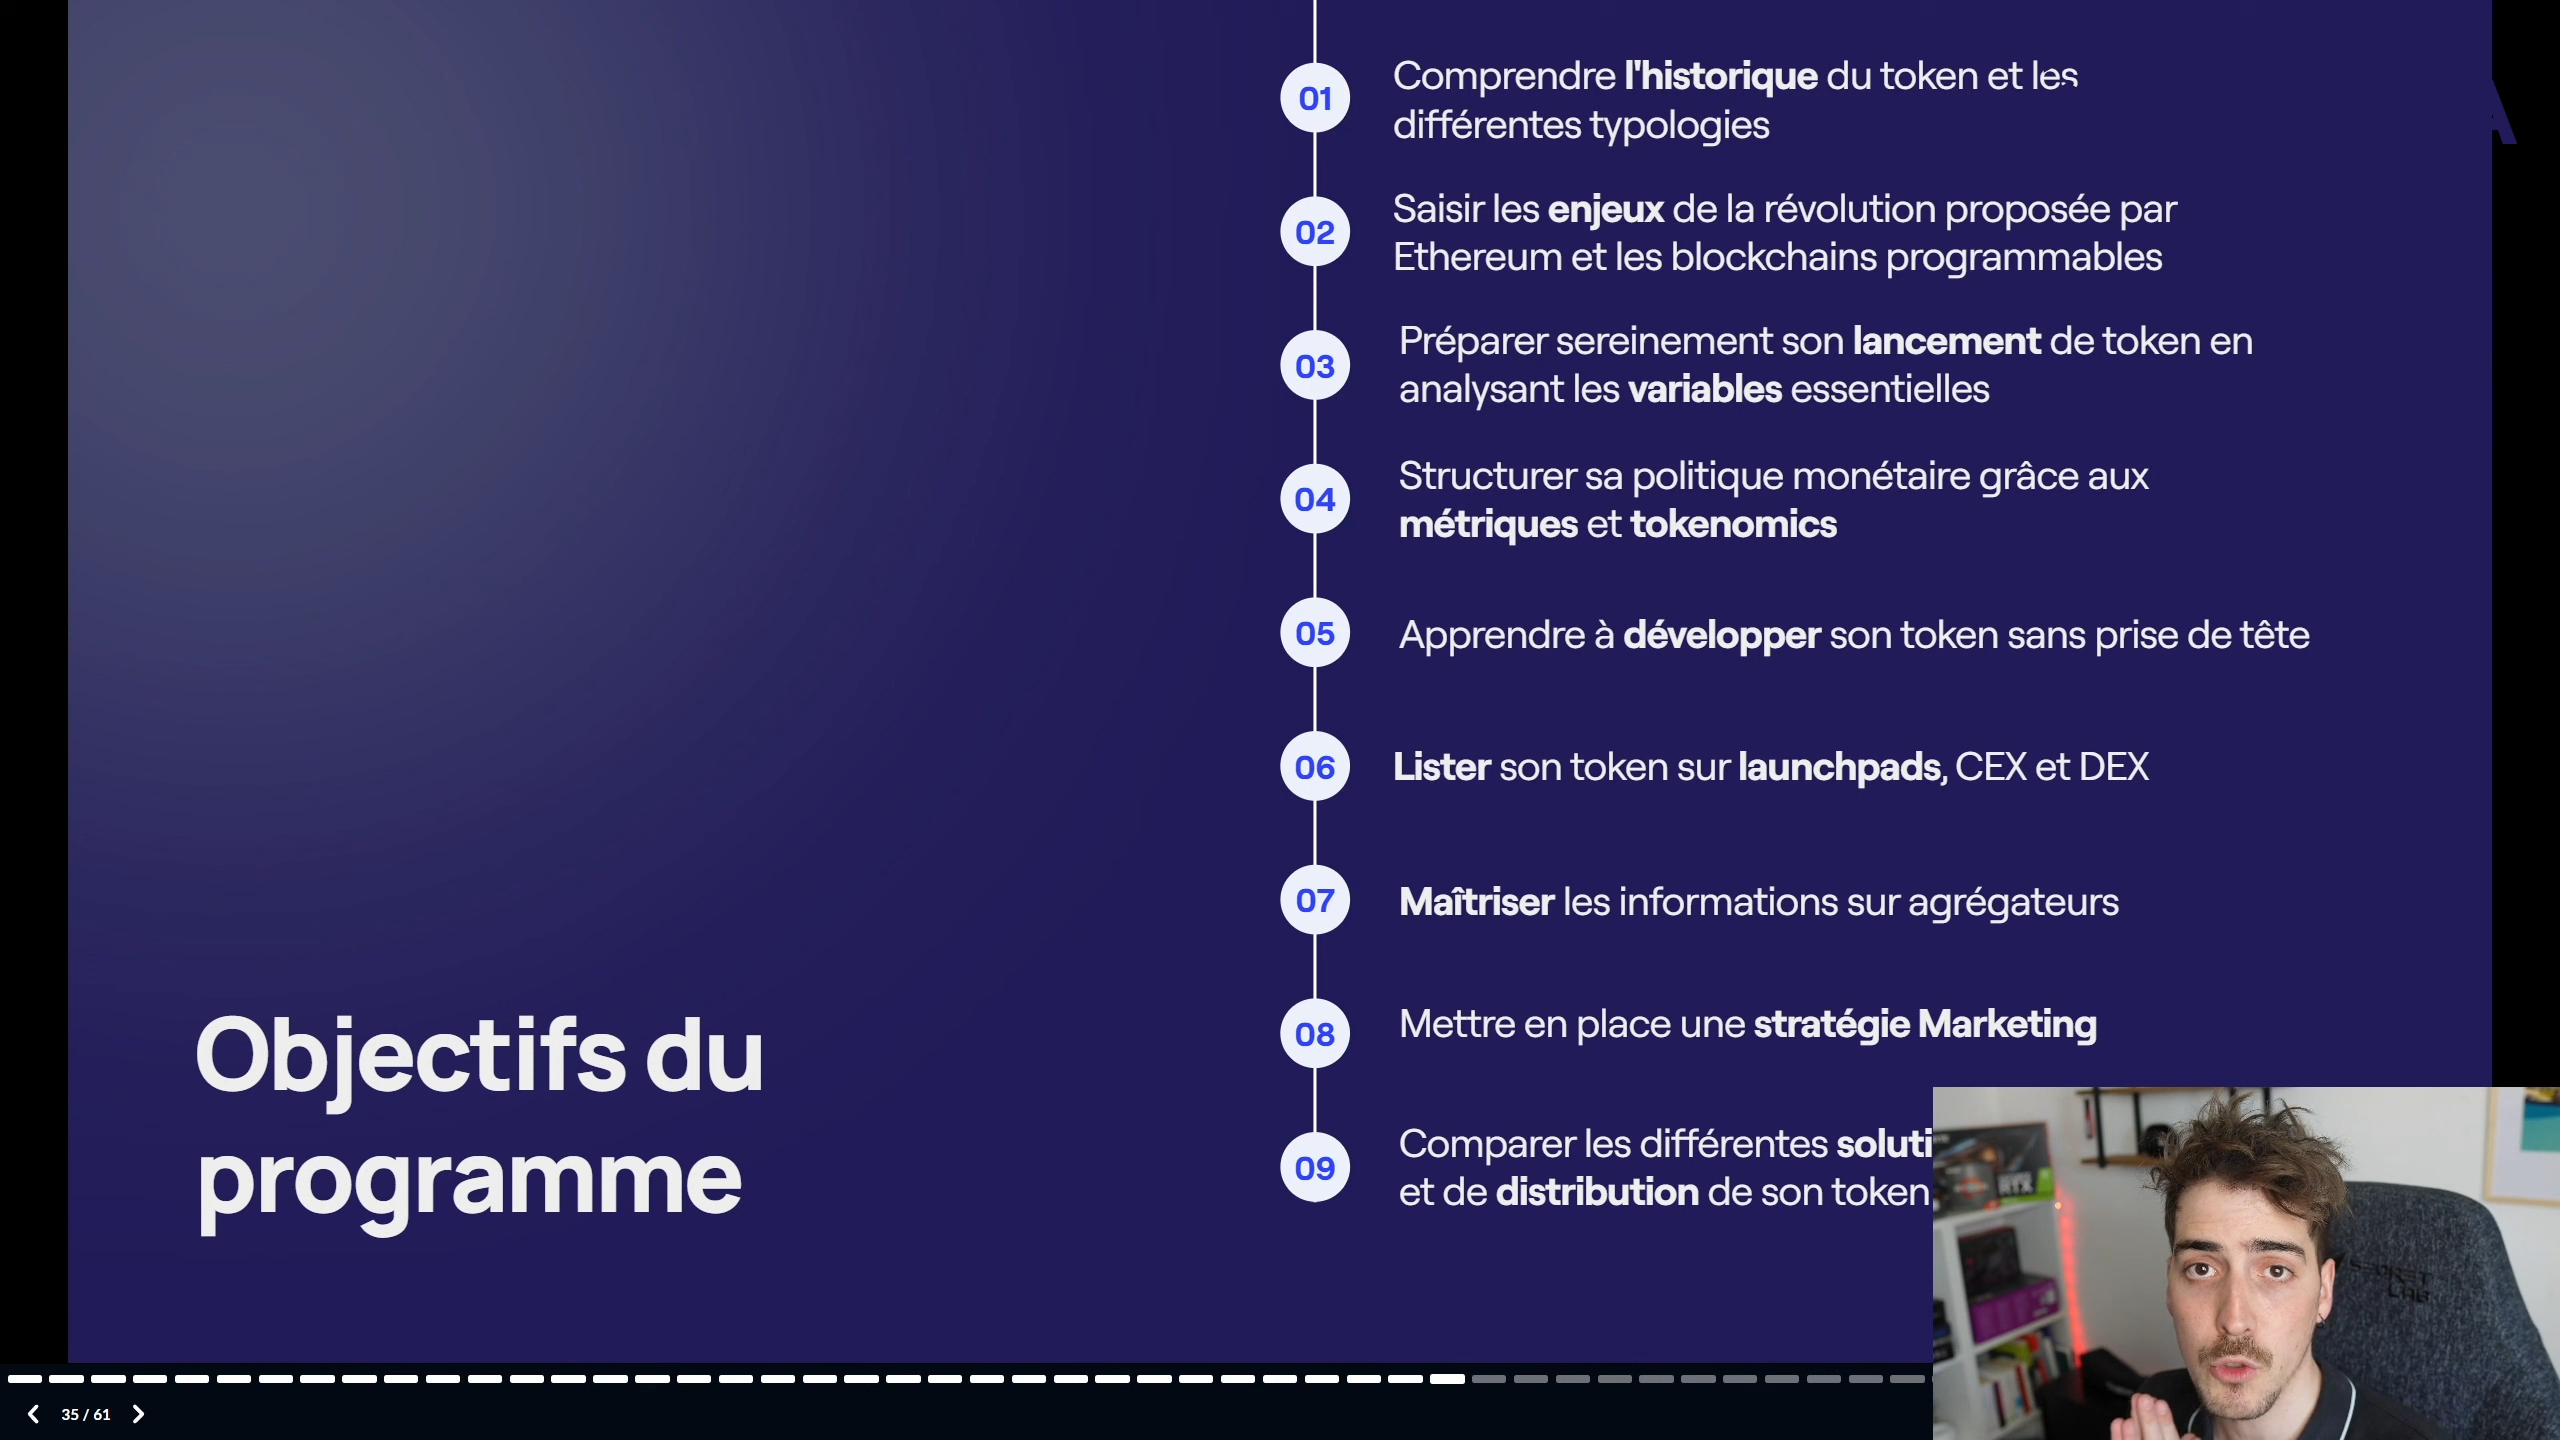 01
Comprendre l'historique du token et les
différentes typologies
02
Saisir les enjeux de la révolution proposée par
Ethereum et les blockchains programmables
03
Préparer sereinement son lancement de token en
analysant les variables essentielles
04
Structurer sa politique monétaire grâce aux
métriques et tokenomics
05
Apprendre à développer son token sans prise de tête
06
Lister son token sur launchpads, CEX et DEX
07
Maîtriser les informations sur agrégateurs
08
Mettre en place une stratégie Marketing
09
Comparer les différentes
et de distribution de son token
Objectifs du
programme
35 / 61
SECRET
LAB
RTX